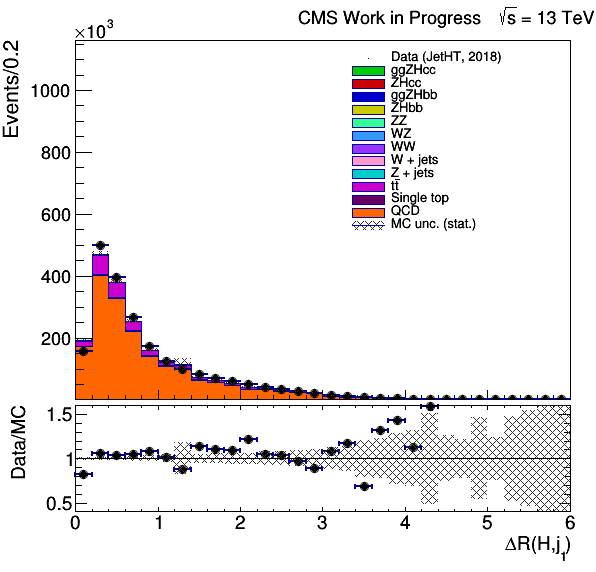 CMS Work in Progress √s = 13 TeV
×10³
Events/0.2
1000
800
600
400
200
Data (JetHT, 2018)
ggZHcc
ZHcc
ggZHbb
ZHbb
ZZ
WZ
WW
W + jets
Z + jets
tt̄
Single top
QCD
MC unc. (stat.)
Data/MC
1.5
1
0.5
0 1 2 3 4 5 6
ΔR(H,j₁)